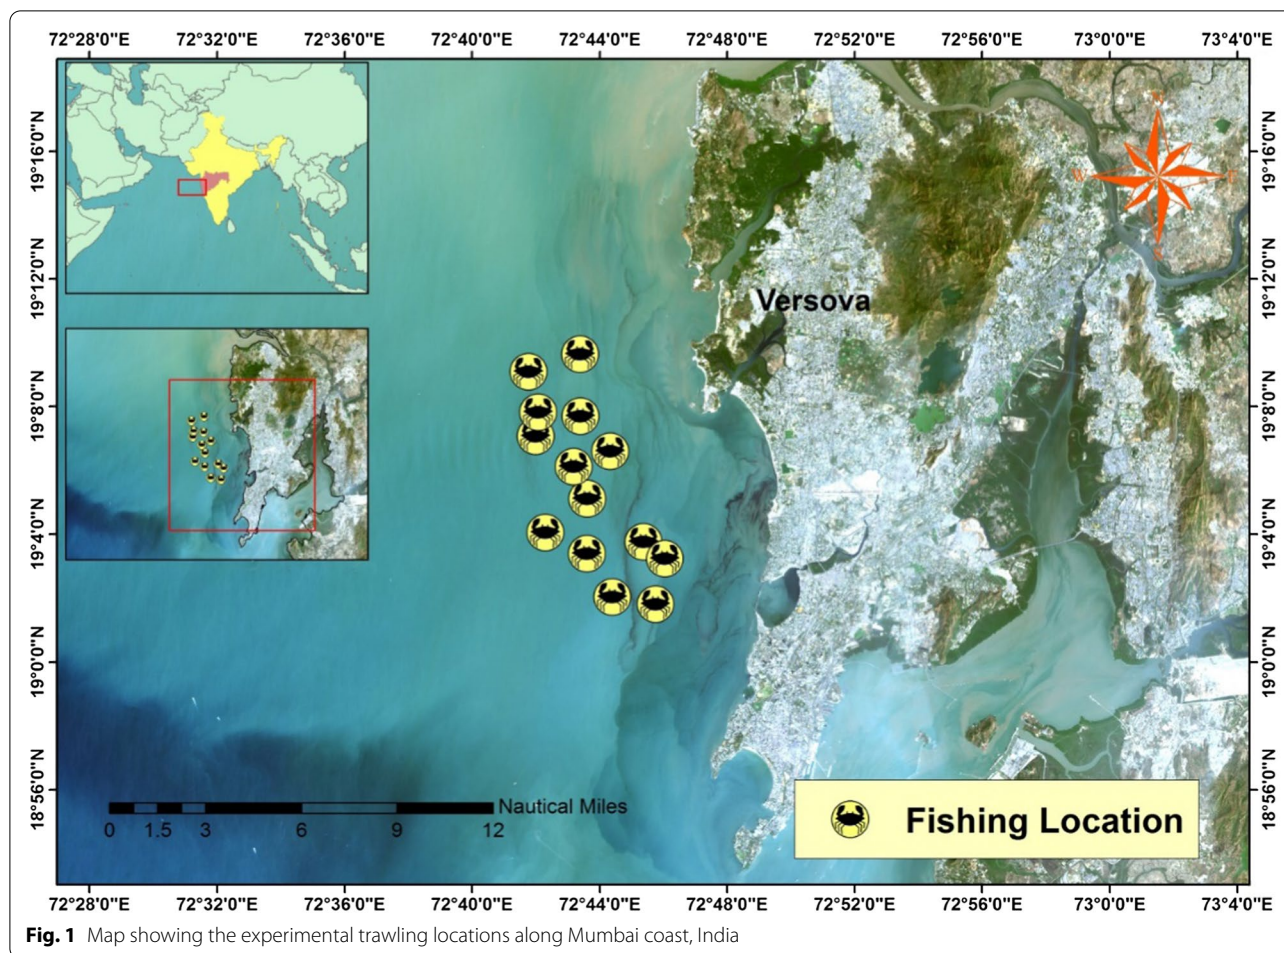 72°28'0"E 72°32'0"E 72°36'0"E 72°40'0"E 72°44'0"E 72°48'0"E 72°52'0"E 72°56'0"E 73°0'0"E 73°4'0"E
19°16'0"N 19°16'0"N
N
W E
S
19°12'0"N 19°12'0"N
Versova
19°8'0"N 19°8'0"N
19°4'0"N 19°4'0"N
19°0'0"N 19°0'0"N
18°56'0"N 18°56'0"N
Nautical Miles
0 1.5 3 6 9 12
Fishing Location
72°28'0"E 72°32'0"E 72°36'0"E 72°40'0"E 72°44'0"E 72°48'0"E 72°52'0"E 72°56'0"E 73°0'0"E 73°4'0"E
Fig. 1 Map showing the experimental trawling locations along Mumbai coast, India